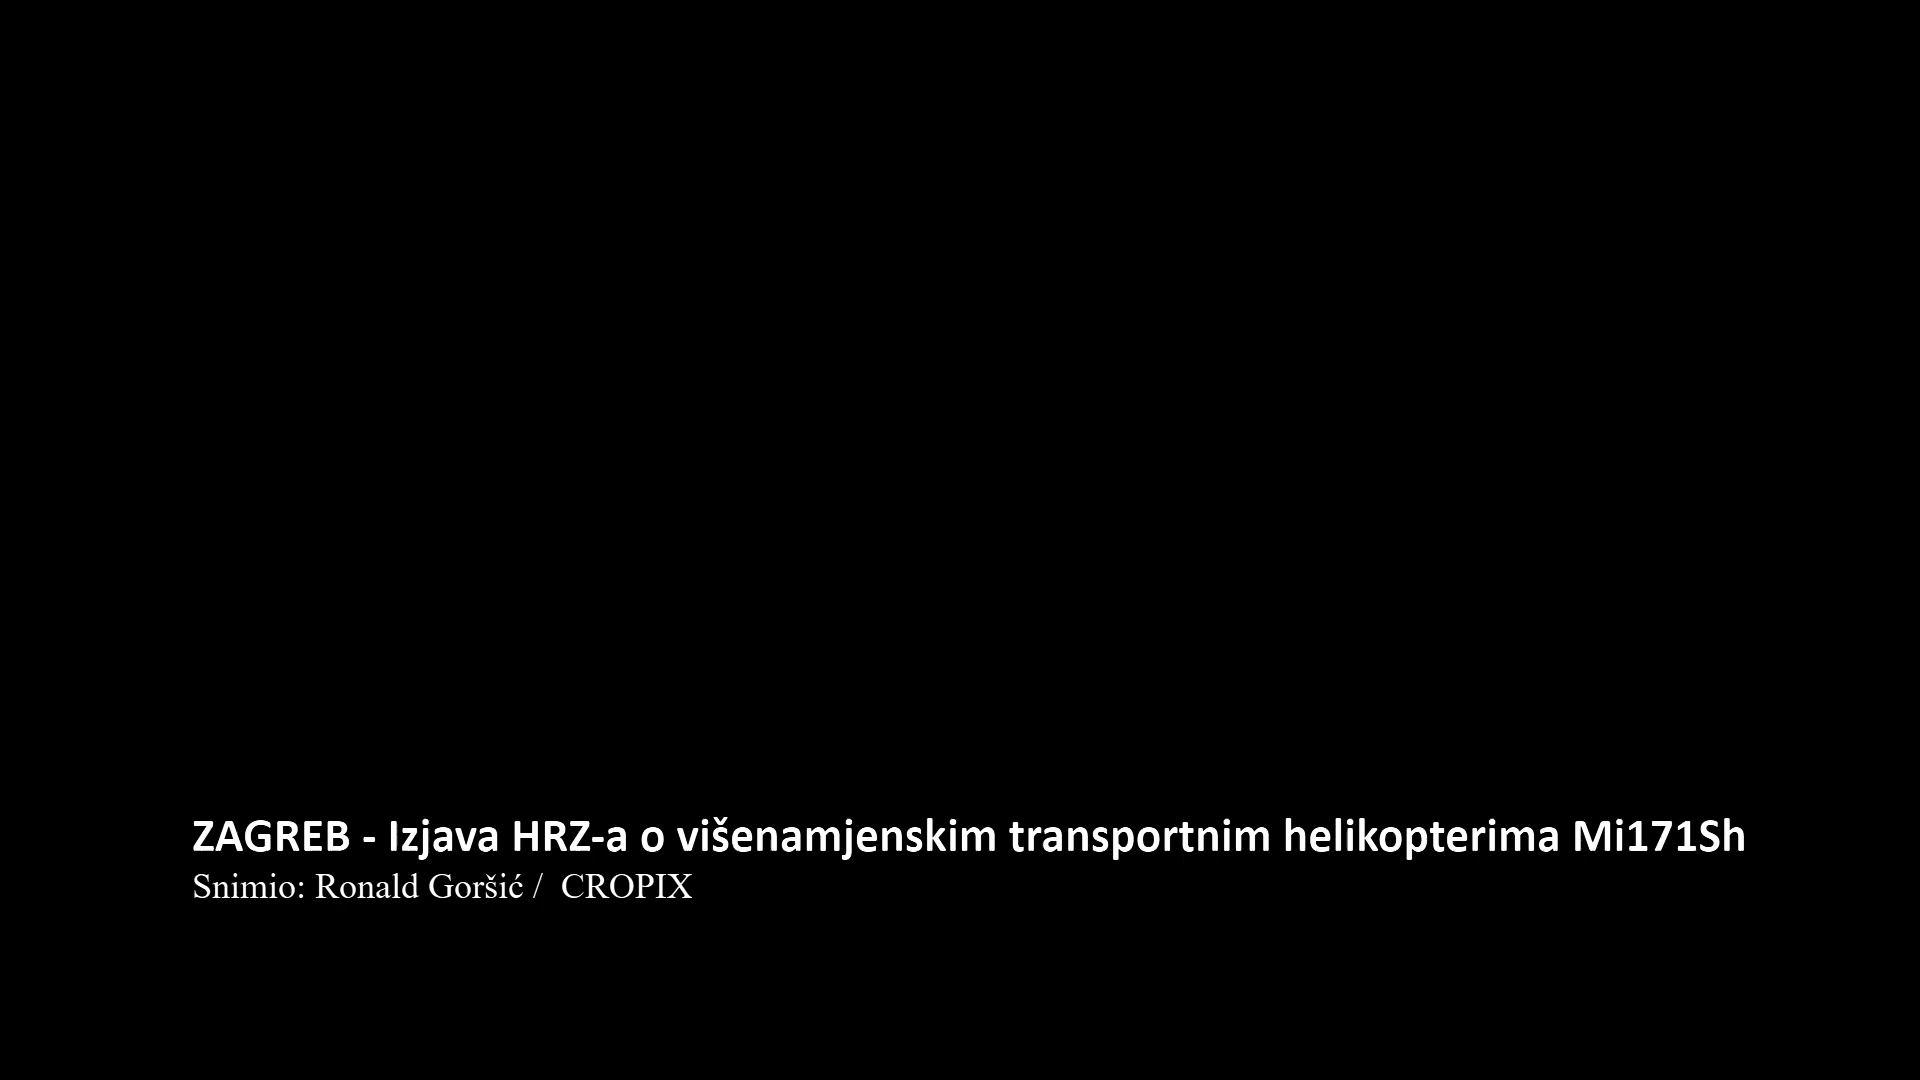 ZAGREB - Izjava HRZ-a o višenamjenskim transportnim helikopterima Mi171Sh
Snimio: Ronald Goršić /  CROPIX